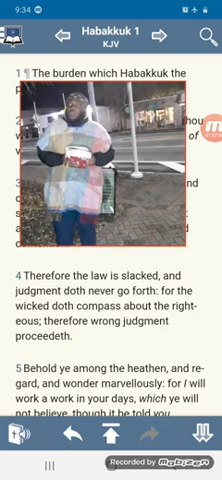 9:34
Habakkuk 1
KJV
1 ¶ The burden which Habakkuk the
2
thou
of
3
nd
4 Therefore the law is slacked, and
judgment doth never go forth: for the
wicked doth compass about the right-
eous; therefore wrong judgment
proceedeth.
5 Behold ye among the heathen, and re-
gard, and wonder marvellously: for I will
work a work in your days, which ye will
not believe, though it be told you.
Recorded by mobizen